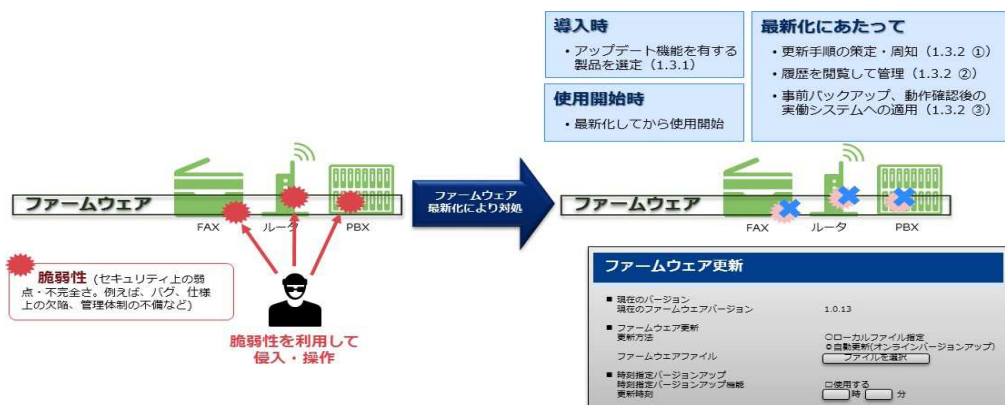 導入時
・アップデート機能を有する
製品を選定（1.3.1）
使用開始時
・最新化してから使用開始
最新化にあたって
・更新手順の策定・周知（1.3.2 ①）
・履歴を閲覧して管理（1.3.2 ②）
・事前バックアップ、動作確認後の
実働システムへの適用（1.3.2 ③）
ファームウェア
FAX
ルータ
PBX
脆弱性（セキュリティ上の弱
点・不完全さ。例えば、バグ、仕様
上の欠陥、管理体制の不備など）
脆弱性を利用して
侵入・操作
ファームウェア
最新化により対処
ファームウェア
FAX
ルータ
PBX
ファームウェア更新
■ 現在のバージョン
現在のファームウェアバージョン 1.0.13
■ ファームウェア更新
更新方法 ○ローカルファイル指定
◎自動更新(オンラインバージョンアップ)
ファームウェアファイル ファイルを選択
■ 時刻指定バージョンアップ
時刻指定バージョンアップ機能 □使用する
更新時刻 時 分